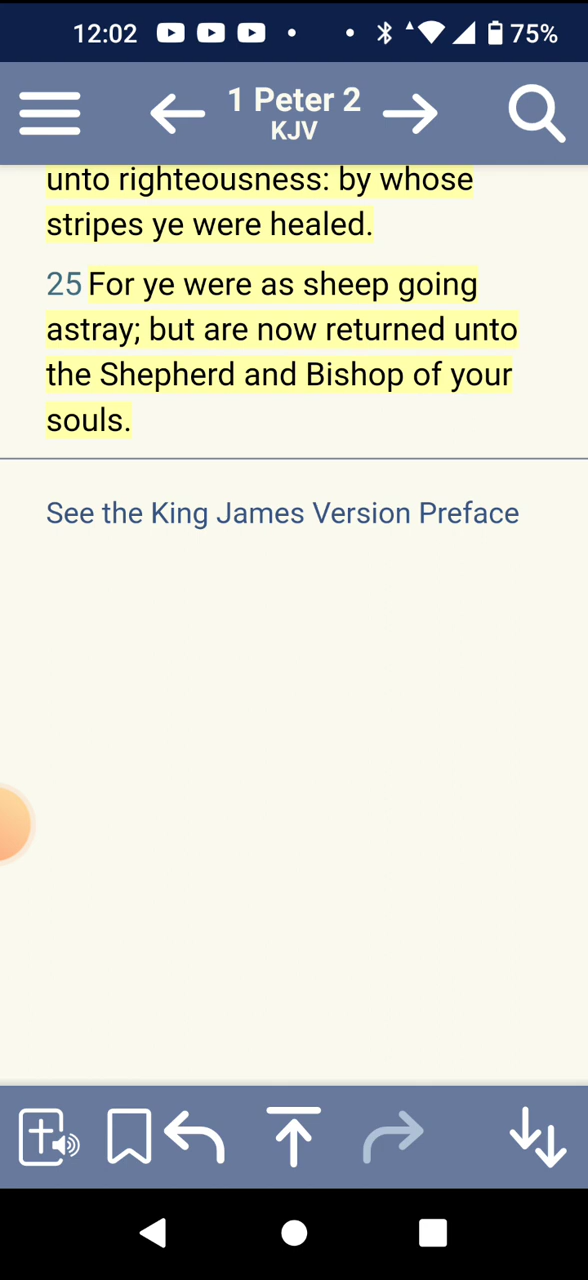 12:02 75%
1 Peter 2
KJV
unto righteousness: by whose
stripes ye were healed.
25 For ye were as sheep going
astray; but are now returned unto
the Shepherd and Bishop of your
souls.
See the King James Version Preface